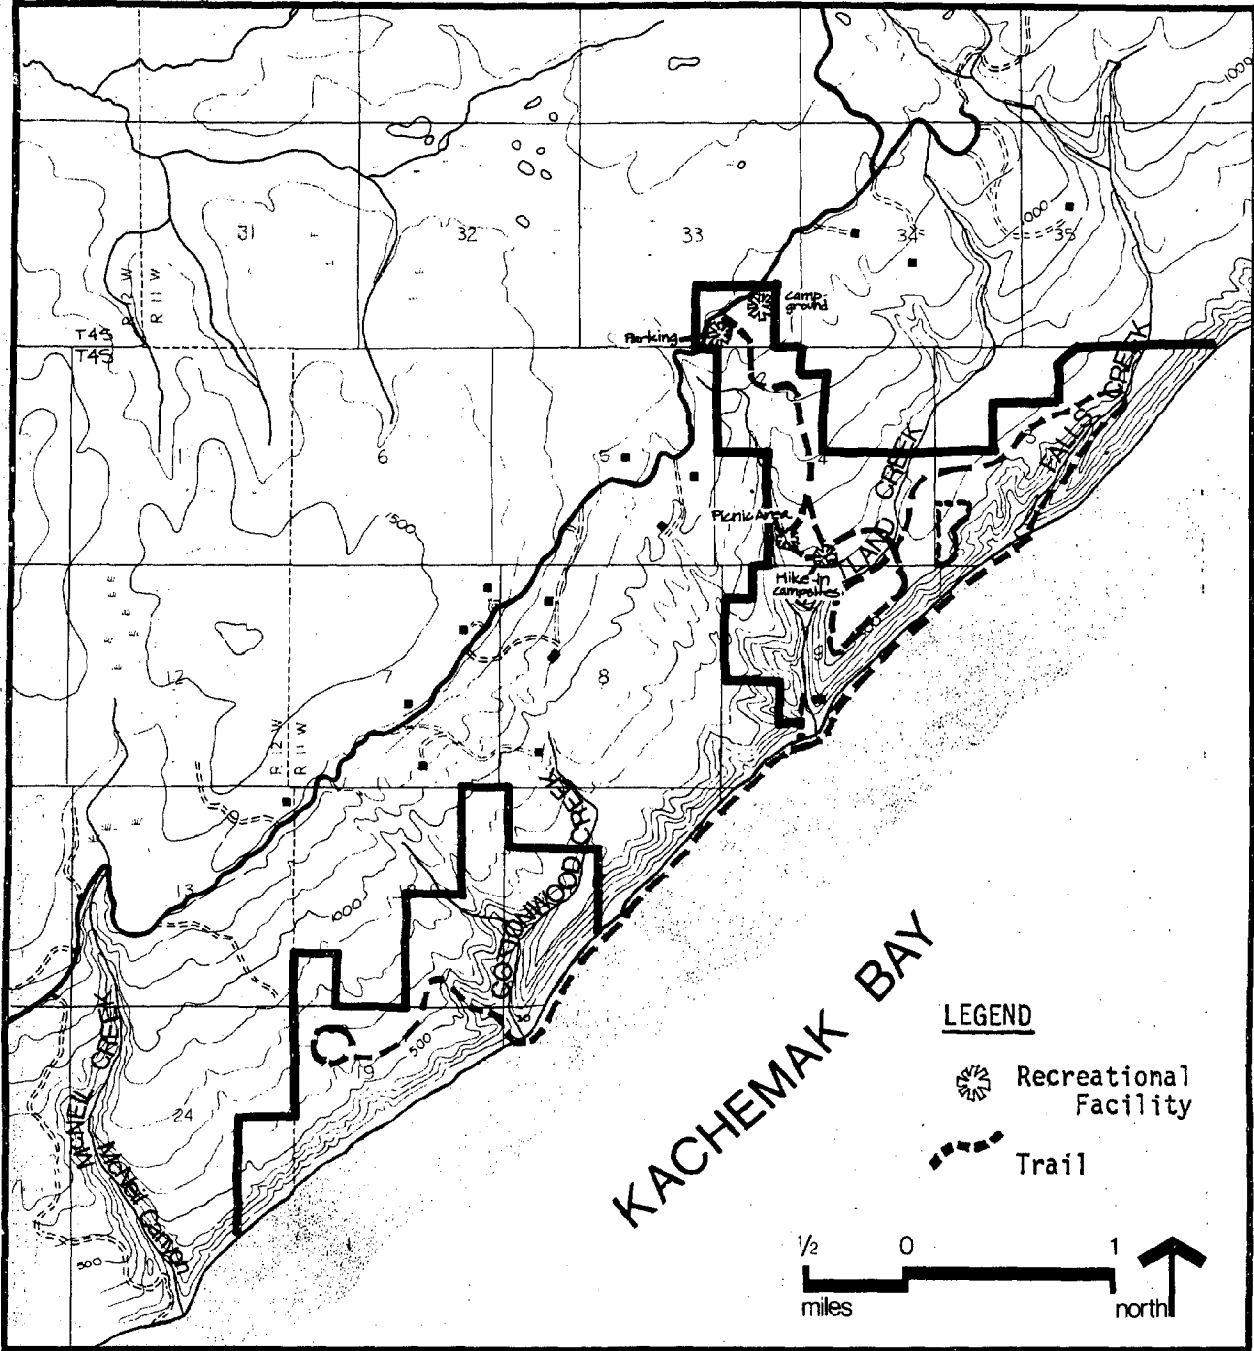 1000
31
32
33
34
35
1000
R 12 W
R 11 W
T4S
T4S
Camp-
ground
Parking
1
6
5
4
FALLS CREEK
LAND CREEK
1500
Picnic Area
Hike-in
campsites
12
7
8
R 12 W
R 11 W
COTTONWOOD CREEK
13
1000
500
19
24
MCNEIL CREEK
McNeil Canyon
500
KACHEMAK BAY
LEGEND
Recreational
Facility
Trail
1/2 0 1
miles
north